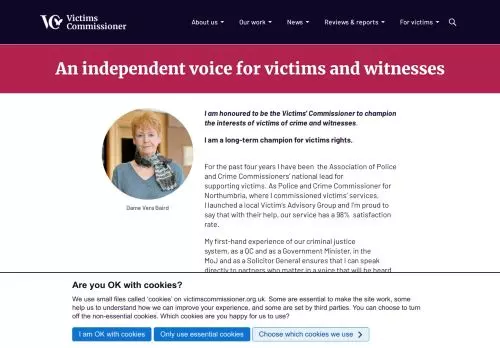 Victims
Commissioner
About us
Our work
News
Reviews & reports
For victims
An independent voice for victims and witnesses
I am honoured to be the Victims' Commissioner to champion
the interests of victims of crime and witnesses.
I am a long-term champion for victims rights.
For the past four years I have been the Association of Police
and Crime Commissioners' national lead for
supporting victims. As Police and Crime Commissioner for
Northumbria, where I commissioned victims' services.
I launched a local Victim's Advisory Group and I'm proud to
say that with their help, our service has a 98% satisfaction
rate.
Dame Vera Baird
My first-hand experience of our criminal justice
system, as a QC and as a Government Minister, in the
MoJ and as a Solicitor General ensures that I can speak
directly to partners who matter in a voice that will be heard
Are you OK with cookies?
We use small files called 'cookies' on victimscommissioner.org.uk. Some are essential to make the site work, some
help us to understand how we can improve your experience, and some are set by third parties. You can choose to turn
off the non-essential cookies. Which cookies are you happy for us to use?
I am OK with cookies
Only use essential cookies
Choose which cookies we use